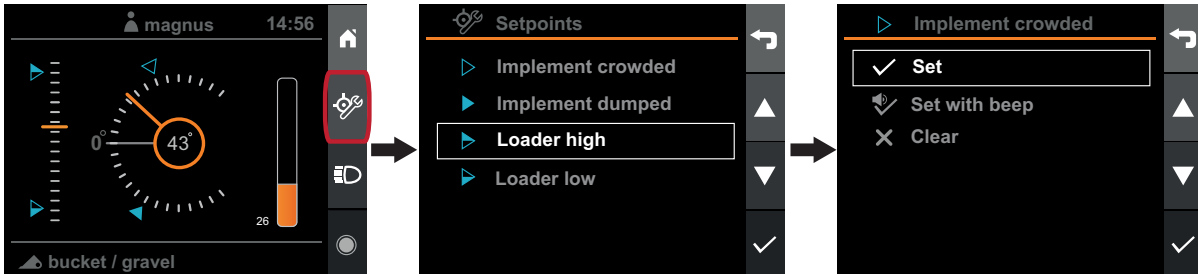 magnus 14:56
0°
43°
26
bucket / gravel
Setpoints
Implement crowded
Implement dumped
Loader high
Loader low
Implement crowded
Set
Set with beep
Clear